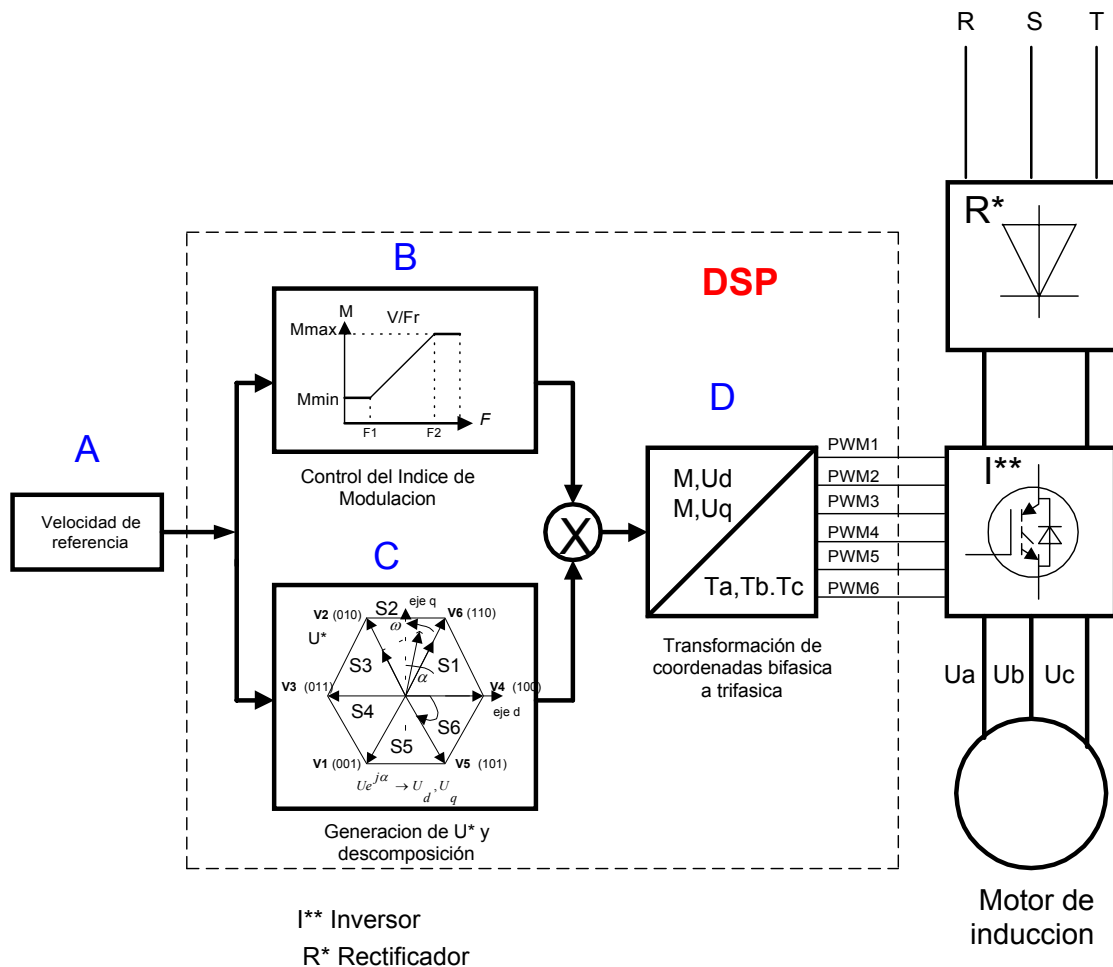 R S T
R*
DSP
B
M
V/Fr
Mmax
Mmin
F1 F2
F
Control del Indice de
Modulacion
A
Velocidad de
referencia
C
eje q
V2 (010)
S2
V6 (110)
ω
U*
S3
S1
α
V3 (011)
V4 (100)
eje d
S4
S6
S5
V1 (001)
V5 (101)
Ue^jα → U_d, U_q
Generacion de U* y
descomposición
X
D
M,Ud
M,Uq
Ta,Tb.Tc
Transformación de
coordenadas bifasica
a trifasica
PWM1
PWM2
PWM3
PWM4
PWM5
PWM6
I**
Ua Ub Uc
Motor de
induccion
I** Inversor
R* Rectificador